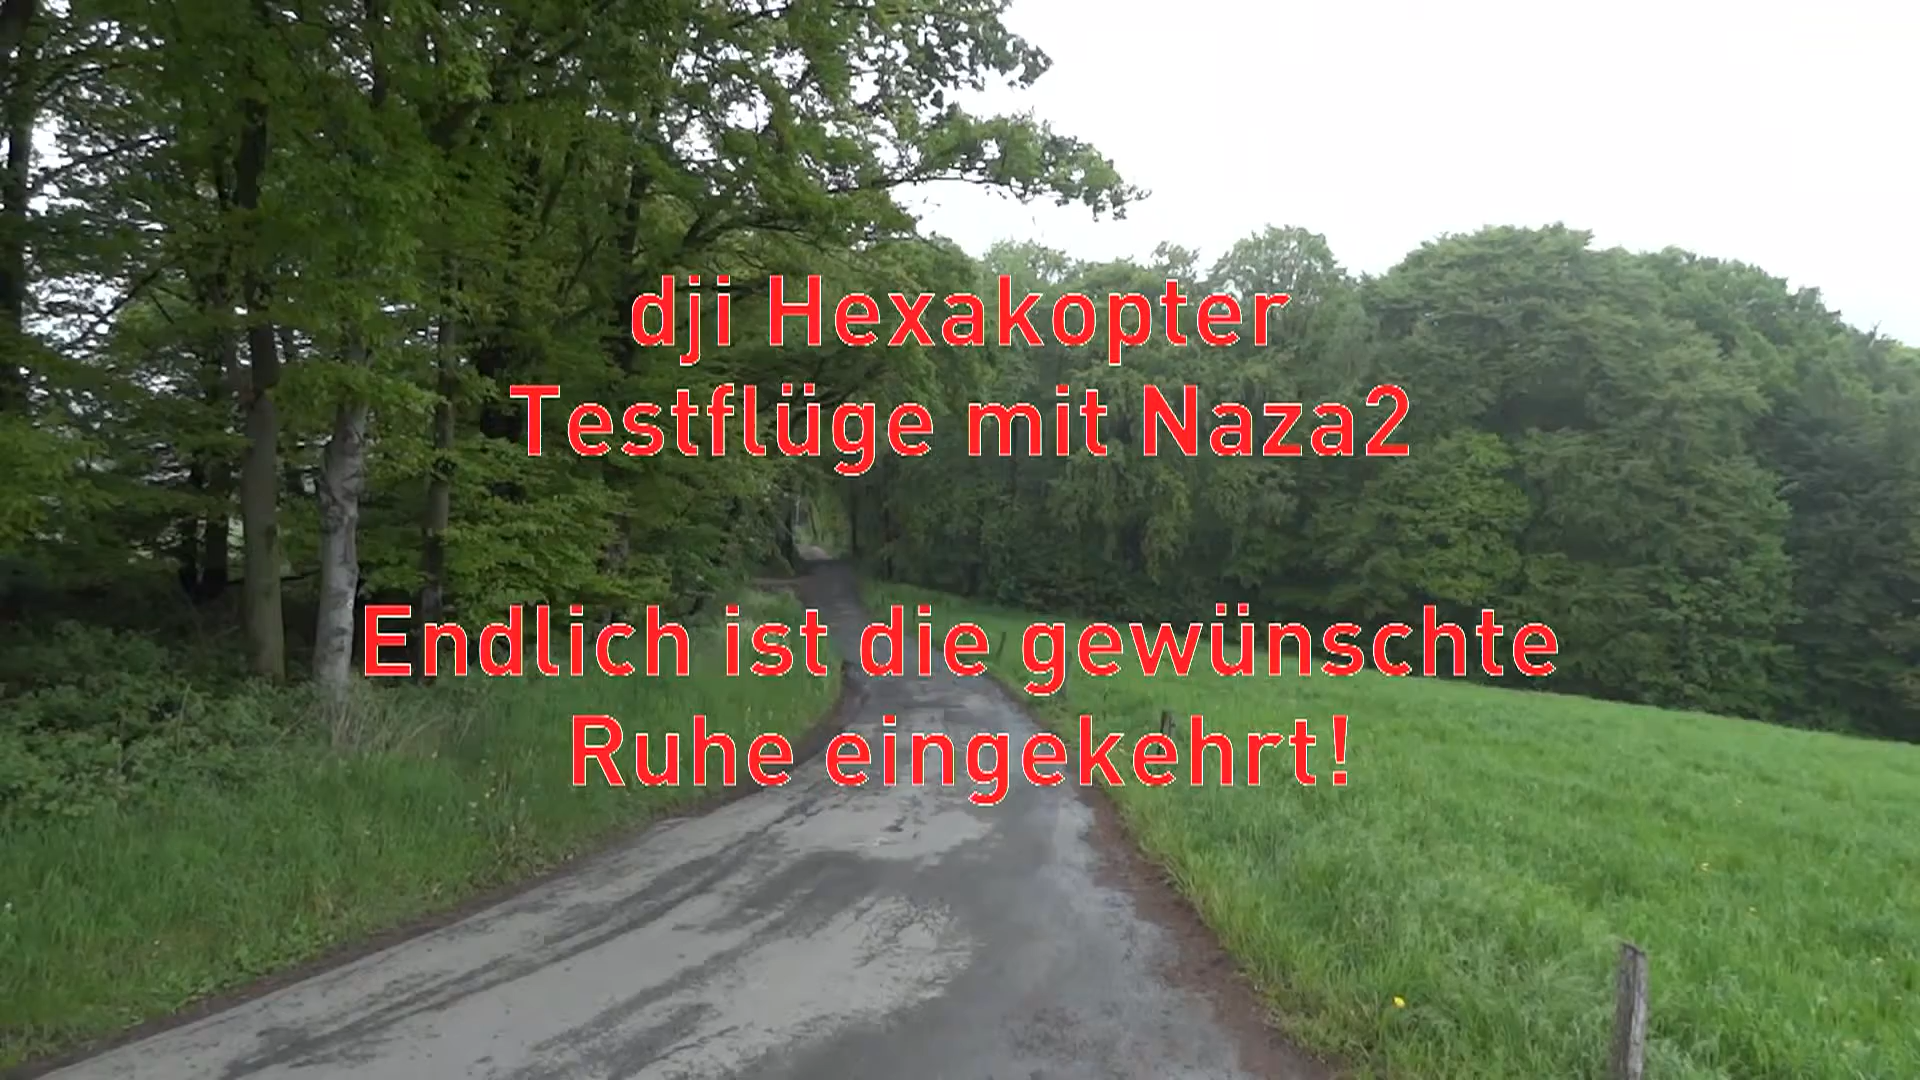 dji Hexakopter
Testflüge mit Naza2
Endlich ist die gewünschte
Ruhe eingekehrt!